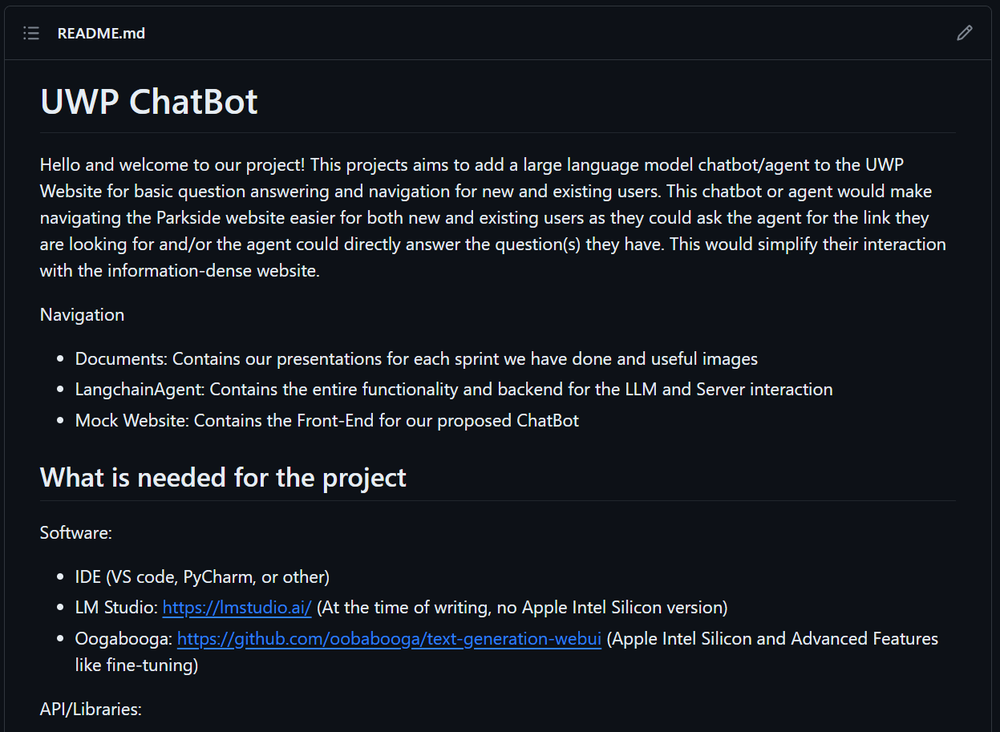 README.md
UWP ChatBot
Hello and welcome to our project! This projects aims to add a large language model chatbot/agent to the UWP
Website for basic question answering and navigation for new and existing users. This chatbot or agent would make
navigating the Parkside website easier for both new and existing users as they could ask the agent for the link they
are looking for and/or the agent could directly answer the question(s) they have. This would simplify their interaction
with the information-dense website.
Navigation
• Documents: Contains our presentations for each sprint we have done and useful images
• LangchainAgent: Contains the entire functionality and backend for the LLM and Server interaction
• Mock Website: Contains the Front-End for our proposed ChatBot
What is needed for the project
Software:
• IDE (VS code, PyCharm, or other)
• LM Studio: https://lmstudio.ai/ (At the time of writing, no Apple Intel Silicon version)
• Oogabooga: https://github.com/oobabooga/text-generation-webui (Apple Intel Silicon and Advanced Features
like fine-tuning)
API/Libraries: